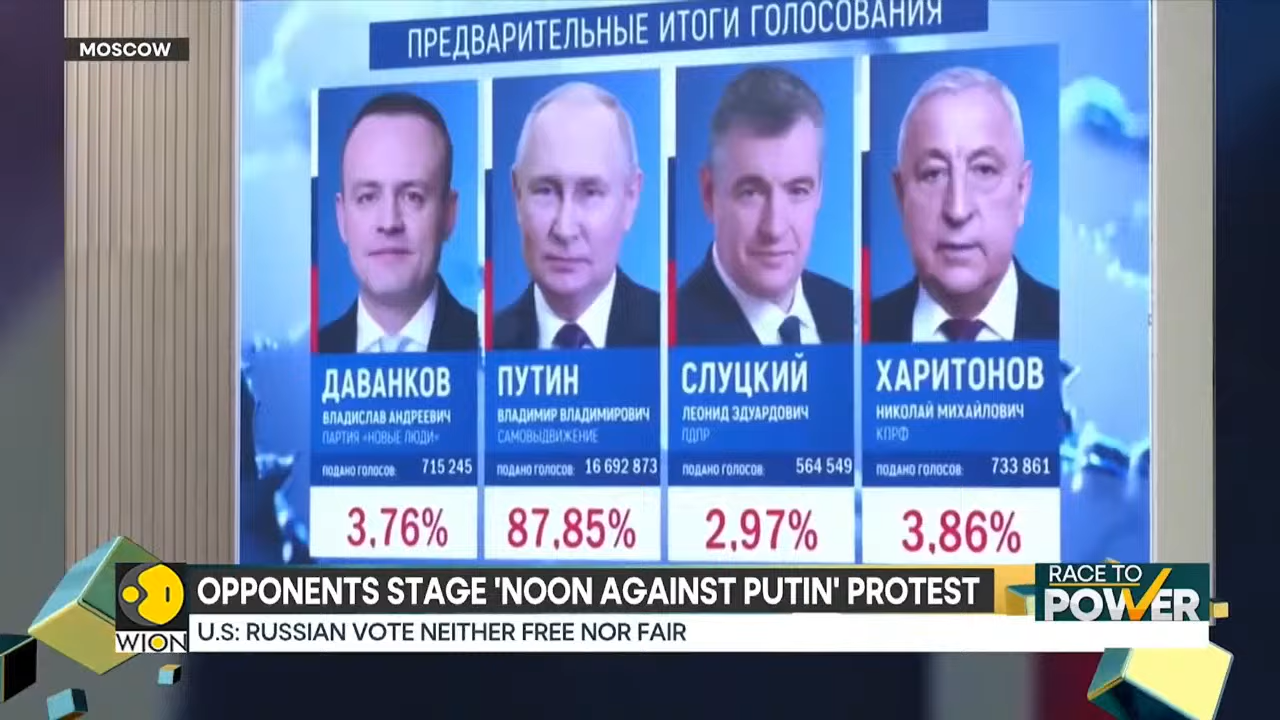 MOSCOW
ПРЕДВАРИТЕЛЬНЫЕ ИТОГИ ГОЛОСОВАНИЯ
ДАВАНКОВ
ВЛАДИСЛАВ АНДРЕЕВИЧ
ПАРТИЯ «НОВЫЕ ЛЮДИ»
ПОДАНО ГОЛОСОВ: 715 245
3,76%
ПУТИН
ВЛАДИМИР ВЛАДИМИРОВИЧ
САМОВЫДВИЖЕНИЕ
ПОДАНО ГОЛОСОВ: 16 692 873
87,85%
СЛУЦКИЙ
ЛЕОНИД ЭДУАРДОВИЧ
ЛДПР
ПОДАНО ГОЛОСОВ: 564 549
2,97%
ХАРИТОНОВ
НИКОЛАЙ МИХАЙЛОВИЧ
КПРФ
ПОДАНО ГОЛОСОВ: 733 861
3,86%
OPPONENTS STAGE 'NOON AGAINST PUTIN' PROTEST
U.S: RUSSIAN VOTE NEITHER FREE NOR FAIR
WION
RACE TO
POWER